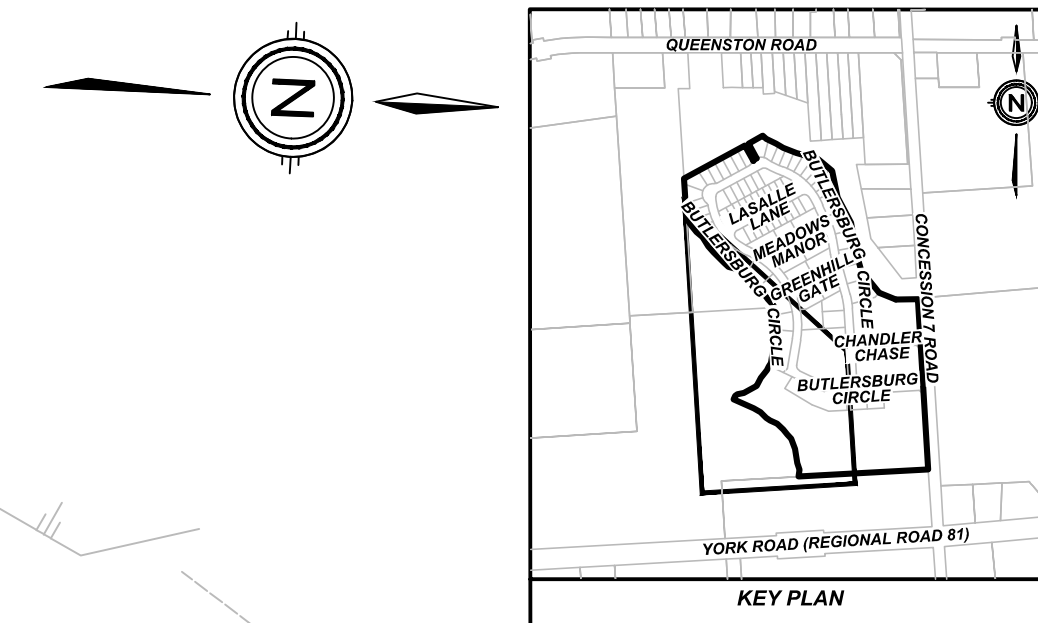 N
QUEENSTON ROAD
N
BUTLERSBURG CIRCLE
LASALLE
LANE
BUTLERSBURG CIRCLE
MEADOWS
MANOR
GREENHILL
GATE
CONCESSION 7 ROAD
CHANDLER
CHASE
BUTLERSBURG
CIRCLE
YORK ROAD (REGIONAL ROAD 81)
KEY PLAN